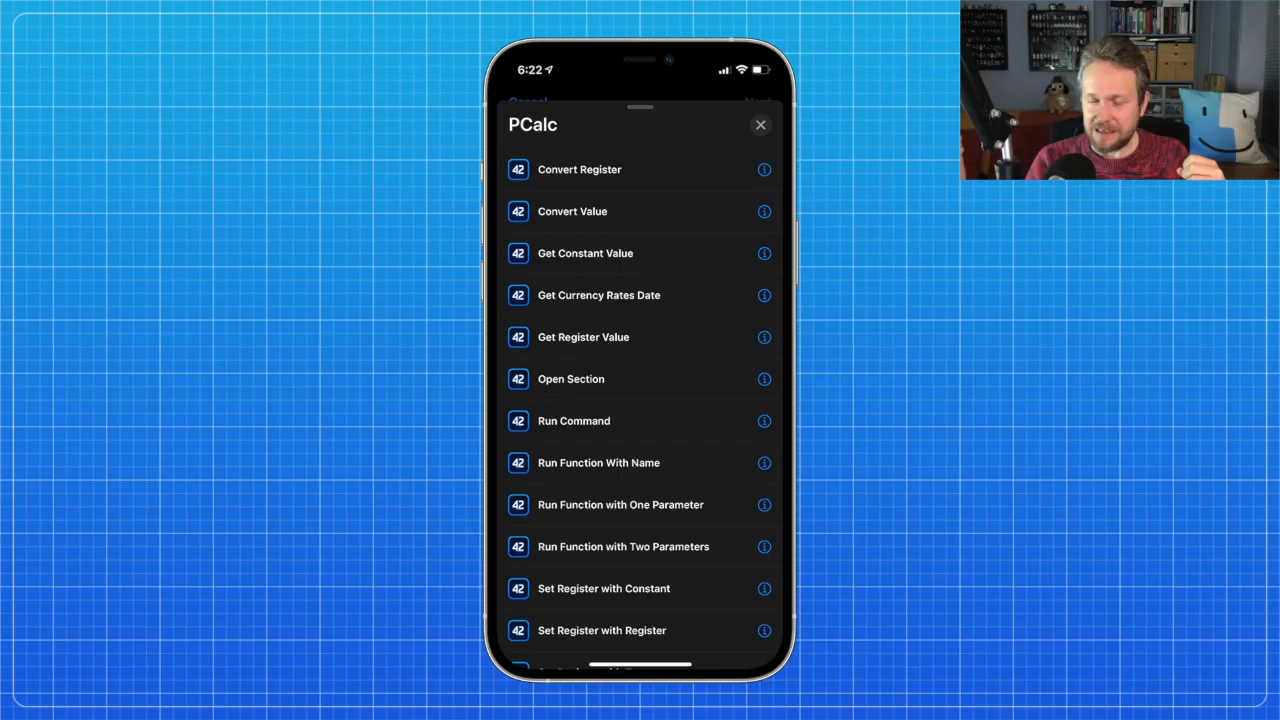 6:22
Cancel
PCalc
42 Convert Register
42 Convert Value
42 Get Constant Value
42 Get Currency Rates Date
42 Get Register Value
42 Open Section
42 Run Command
42 Run Function With Name
42 Run Function with One Parameter
42 Run Function with Two Parameters
42 Set Register with Constant
42 Set Register with Register